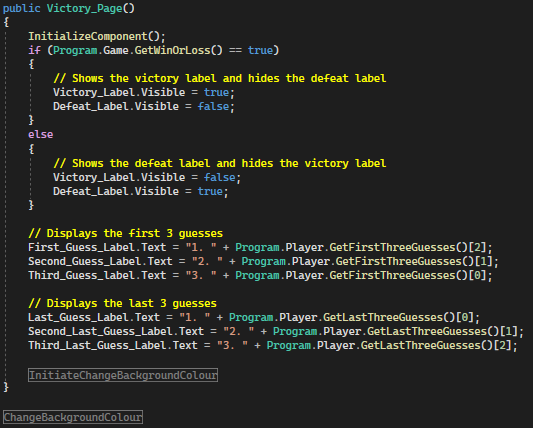 public Victory_Page()
{
InitializeComponent();
if (Program.Game.GetWinOrLoss() == true)
{
// Shows the victory label and hides the defeat label
Victory_Label.Visible = true;
Defeat_Label.Visible = false;
}
else
{
// Shows the defeat label and hides the victory label
Victory_Label.Visible = false;
Defeat_Label.Visible = true;
}
// Displays the first 3 guesses
First_Guess_Label.Text = "1. " + Program.Player.GetFirstThreeGuesses()[2];
Second_Guess_Label.Text = "2. " + Program.Player.GetFirstThreeGuesses()[1];
Third_Guess_label.Text = "3. " + Program.Player.GetFirstThreeGuesses()[0];
// Displays the last 3 guesses
Last_Guess_Label.Text = "1. " + Program.Player.GetLastThreeGuesses()[0];
Second_Last_Guess_Label.Text = "2. " + Program.Player.GetLastThreeGuesses()[1];
Third_Last_Guess_Label.Text = "3. " + Program.Player.GetLastThreeGuesses()[2];
InitiateChangeBackgroundColour
}
ChangeBackgroundColour